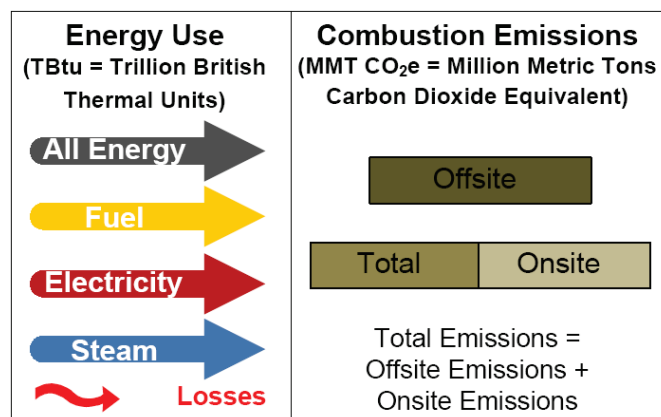 Energy Use
(TBtu = Trillion British
Thermal Units)
All Energy
Fuel
Electricity
Steam
Losses
Combustion Emissions
(MMT CO₂e = Million Metric Tons
Carbon Dioxide Equivalent)
Offsite
Total Onsite
Total Emissions =
Offsite Emissions +
Onsite Emissions